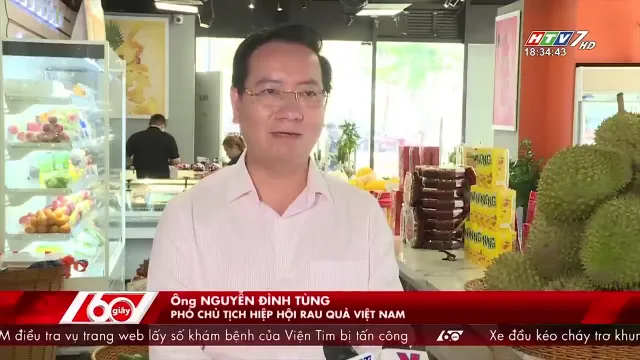 HTV7 HD
18:34:43
60 giây
Ông NGUYỄN ĐÌNH TÙNG
PHÓ CHỦ TỊCH HIỆP HỘI RAU QUẢ VIỆT NAM
M điều tra vụ trang web lấy số khám bệnh của Viện Tim bị tấn công
60
Xe đầu kéo cháy trơ khun